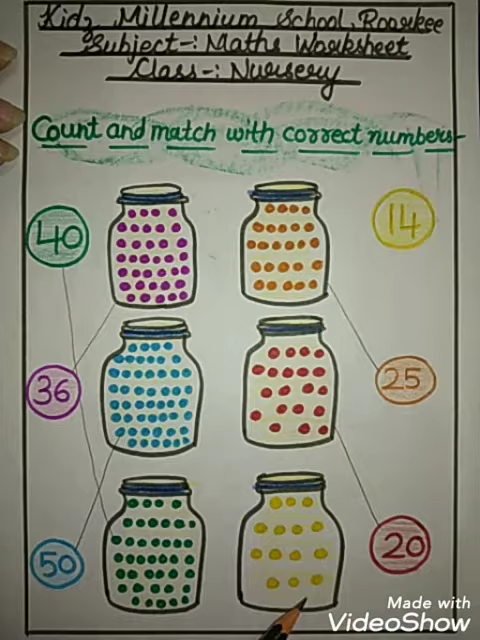 Kidz Millennium School, Roorkee
Subject-: Maths Worksheet
Class-: Nursery
Count and match with correct numbers-
40
14
36
25
50
20
Made with
VideoShow